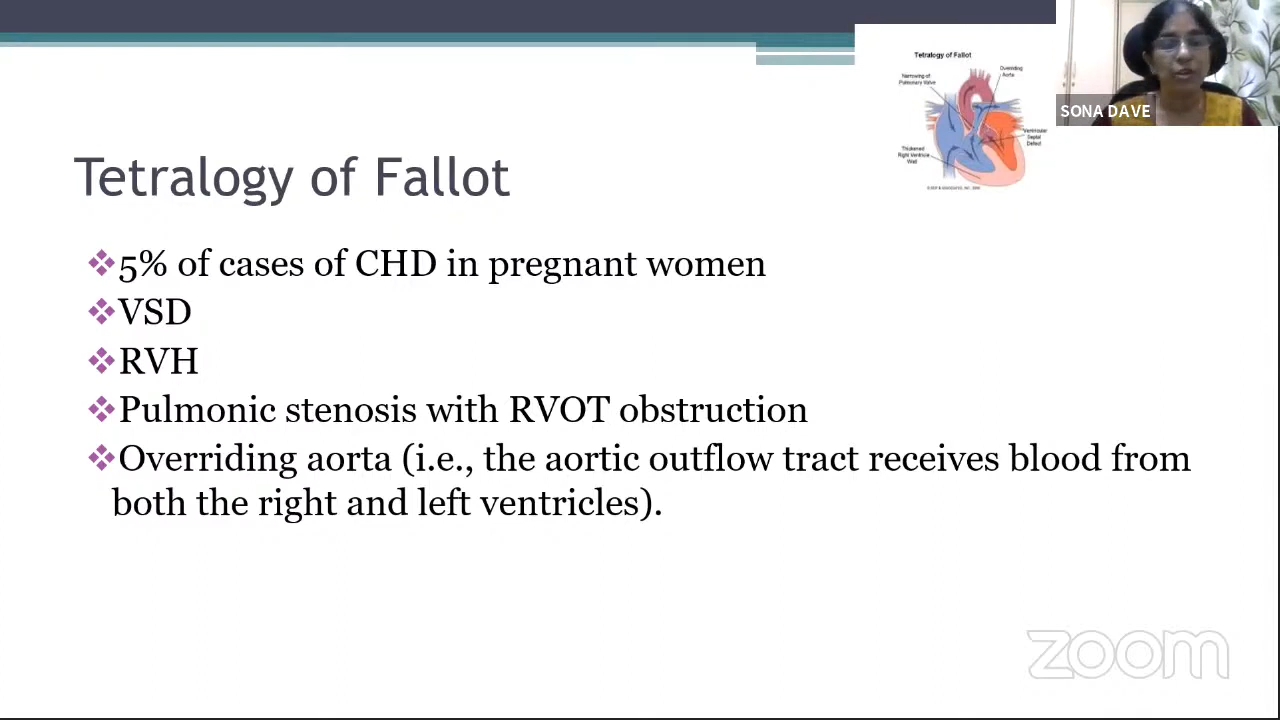 Tetralogy of Fallot
Overriding
Aorta
Narrowing of
Pulmonary Valve
Ventricular
Septal
Defect
Thickened
Right Ventricle
Wall
SONA DAVE
Tetralogy of Fallot
5% of cases of CHD in pregnant women
VSD
RVH
Pulmonic stenosis with RVOT obstruction
Overriding aorta (i.e., the aortic outflow tract receives blood from
both the right and left ventricles).
zoom